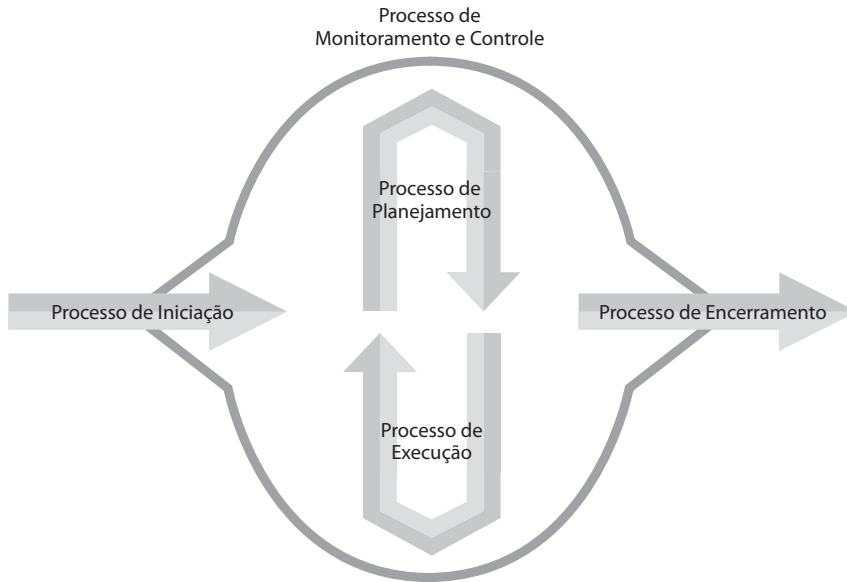 Processo de
Monitoramento e Controle
Processo de
Planejamento
Processo de Iniciação
Processo de Encerramento
Processo de
Execução